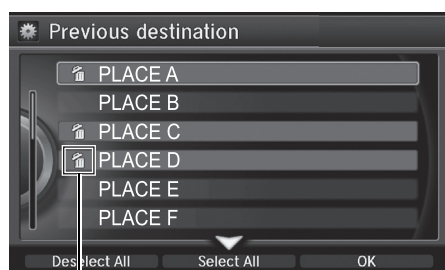 Previous destination
PLACE A
PLACE B
PLACE C
PLACE D
PLACE E
PLACE F
Deselect All Select All OK